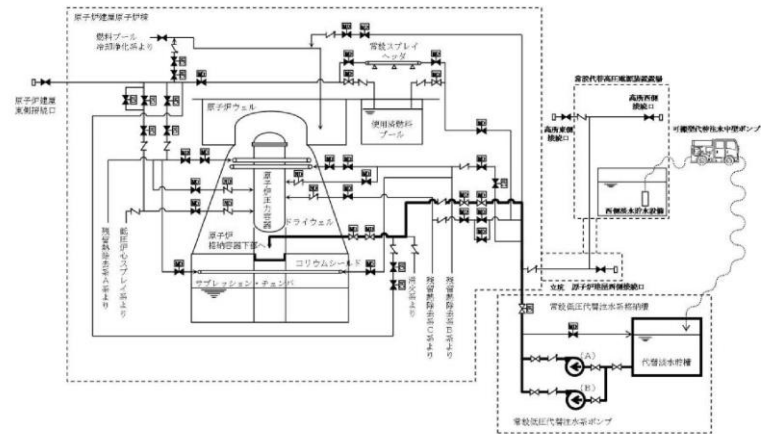 原子炉建屋原子炉棟
燃料プール
冷却浄化系より
常設スプレイ
ヘッダ
常設代替高圧電源装置置場
原子炉建屋
東側接続口
原子炉ウェル
使用済燃料
プール
高所西側
接続口
高所東側
接続口
可搬型代替注水中型ポンプ
西側淡水貯水設備
原子炉圧力容器
ドライウェル
原子炉
格納容器下部へ
コリウムシールド
サプレッション・チェンバ
残留熱除去系A系より
低圧炉心スプレイ系より
消火系より
残留熱除去系C系より
残留熱除去系B系より
立坑
原子炉建屋西側接続口
常設低圧代替注水系格納槽
代替淡水貯槽
(A)
(B)
常設低圧代替注水系ポンプ